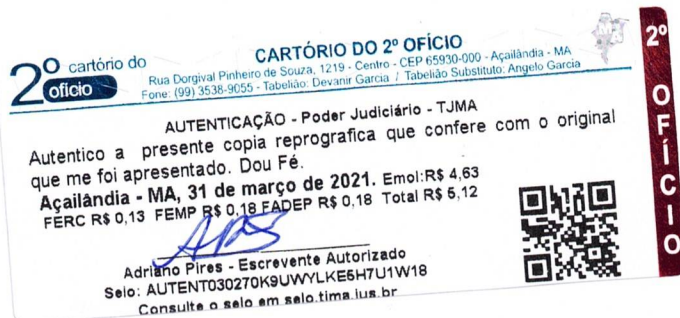 2º cartório do
ofício
CARTÓRIO DO 2º OFÍCIO
Rua Dorgival Pinheiro de Souza, 1219 - Centro - CEP 65930-000 - Açailândia - MA
Fone: (99) 3538-9055 - Tabelião: Devanir Garcia / Tabelião Substituto: Angelo Garcia
AUTENTICAÇÃO - Poder Judiciário - TJMA
Autentico a presente copia reprografica que confere com o original
que me foi apresentado. Dou Fé.
Açailândia - MA, 31 de março de 2021. Emol:R$ 4,63
FERC R$ 0,13 FEMP R$ 0,18 FADEP R$ 0,18 Total R$ 5,12
Adriano Pires - Escrevente Autorizado
Selo: AUTENT030270K9UWYLKE5H7U1W18
Consulte o selo em selo.tjma.jus.br
2º OFÍCIO